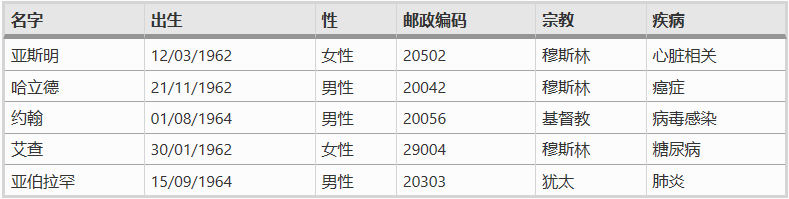 名字 出生 性 邮政编码 宗教 疾病
亚斯明 12/03/1962 女性 20502 穆斯林 心脏相关
哈立德 21/11/1962 男性 20042 穆斯林 癌症
约翰 01/08/1964 男性 20056 基督教 病毒感染
艾查 30/01/1962 女性 29004 穆斯林 糖尿病
亚伯拉罕 15/09/1964 男性 20303 犹太 肺炎